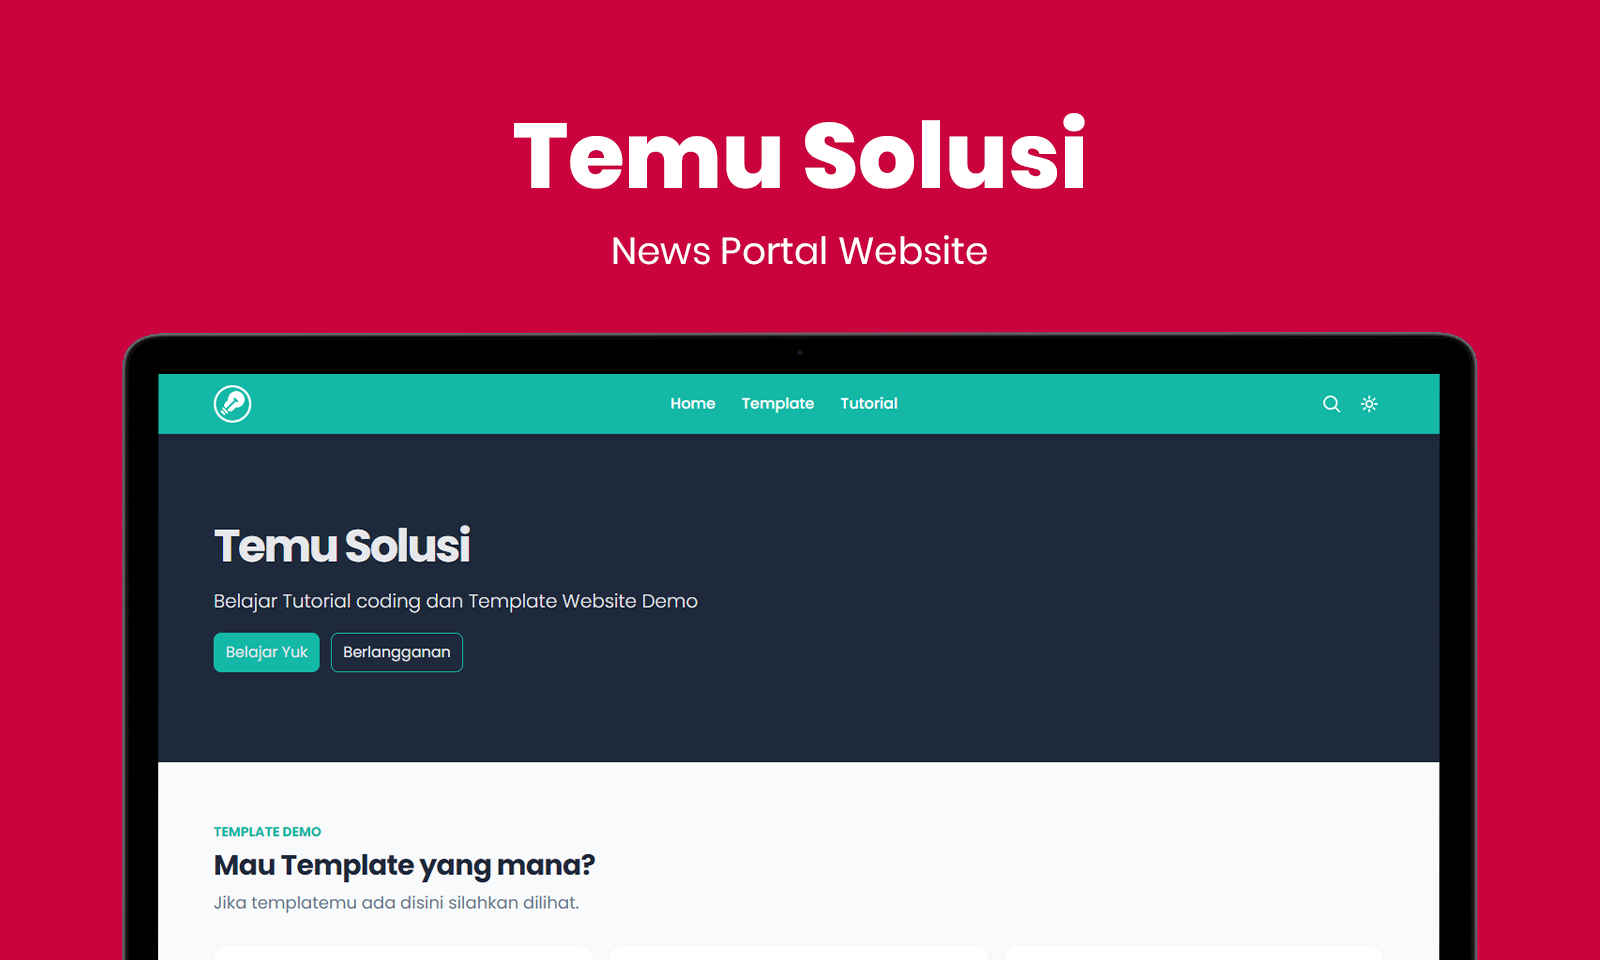 Temu Solusi
News Portal Website
Home Template Tutorial
Temu Solusi
Belajar Tutorial coding dan Template Website Demo
Belajar Yuk Berlangganan
TEMPLATE DEMO
Mau Template yang mana?
Jika templatemu ada disini silahkan dilihat.